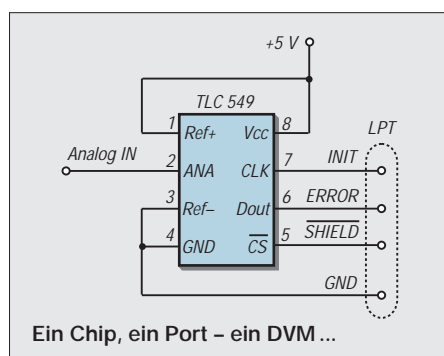 +5 V
TLC 549
LPT
1 Ref+ Vcc 8
Analog IN 2 ANA CLK 7 INIT
3 Ref– Dout 6 ERROR
4 GND CS 5 SHIELD
GND
Ein Chip, ein Port – ein DVM ...